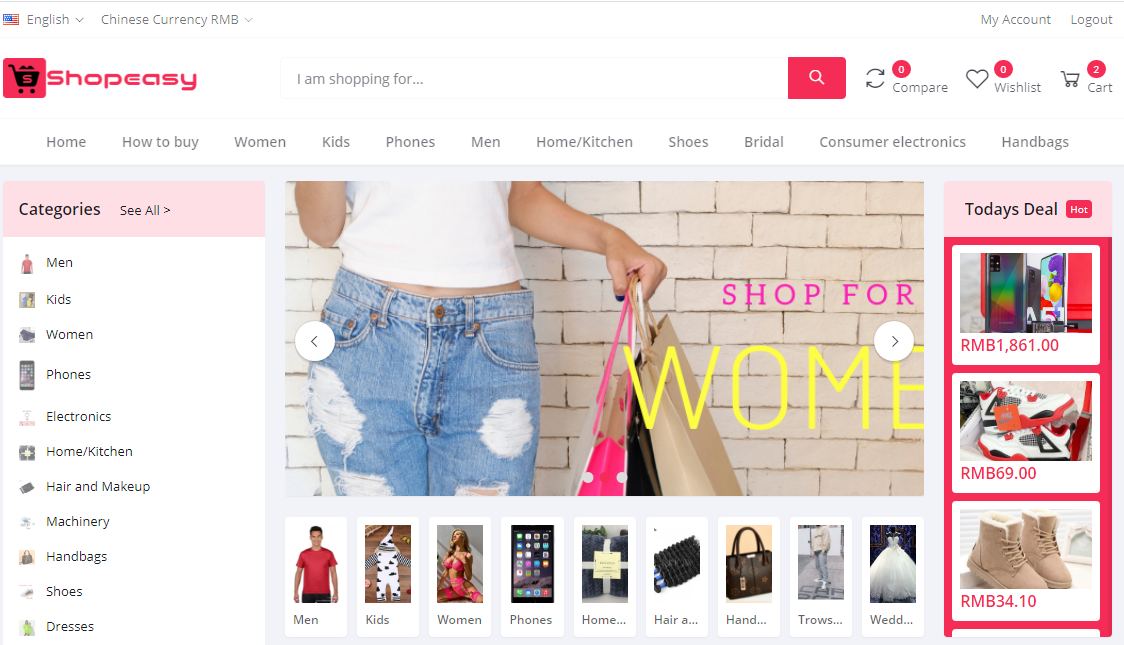 English
Chinese Currency RMB
My Account
Logout
Shopeasy
I am shopping for...
0
Compare
0
Wishlist
2
Cart
Home
How to buy
Women
Kids
Phones
Men
Home/Kitchen
Shoes
Bridal
Consumer electronics
Handbags
Categories
See All >
Men
Kids
Women
Phones
Electronics
Home/Kitchen
Hair and Makeup
Machinery
Handbags
Shoes
Dresses
SHOP FOR
WOME
Men
Kids
Women
Phones
Home...
Hair a...
Hand...
Trows...
Wedd...
Todays Deal
Hot
RMB1,861.00
RMB69.00
RMB34.10